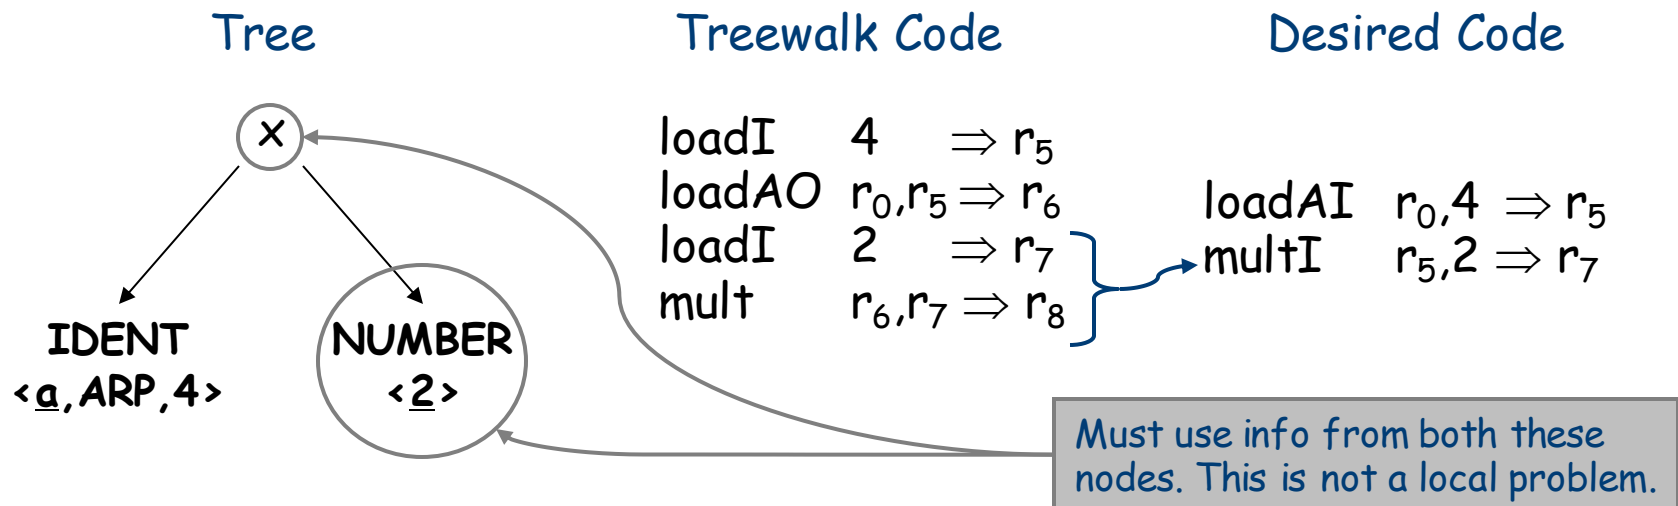 Tree
Treewalk Code
Desired Code
x
IDENT
<a,ARP,4>
NUMBER
<2>
loadI 4 ⇒ r5
loadAO r0,r5 ⇒ r6
loadI 2 ⇒ r7
mult r6,r7 ⇒ r8
loadAI r0,4 ⇒ r5
multI r5,2 ⇒ r7
Must use info from both these
nodes. This is not a local problem.